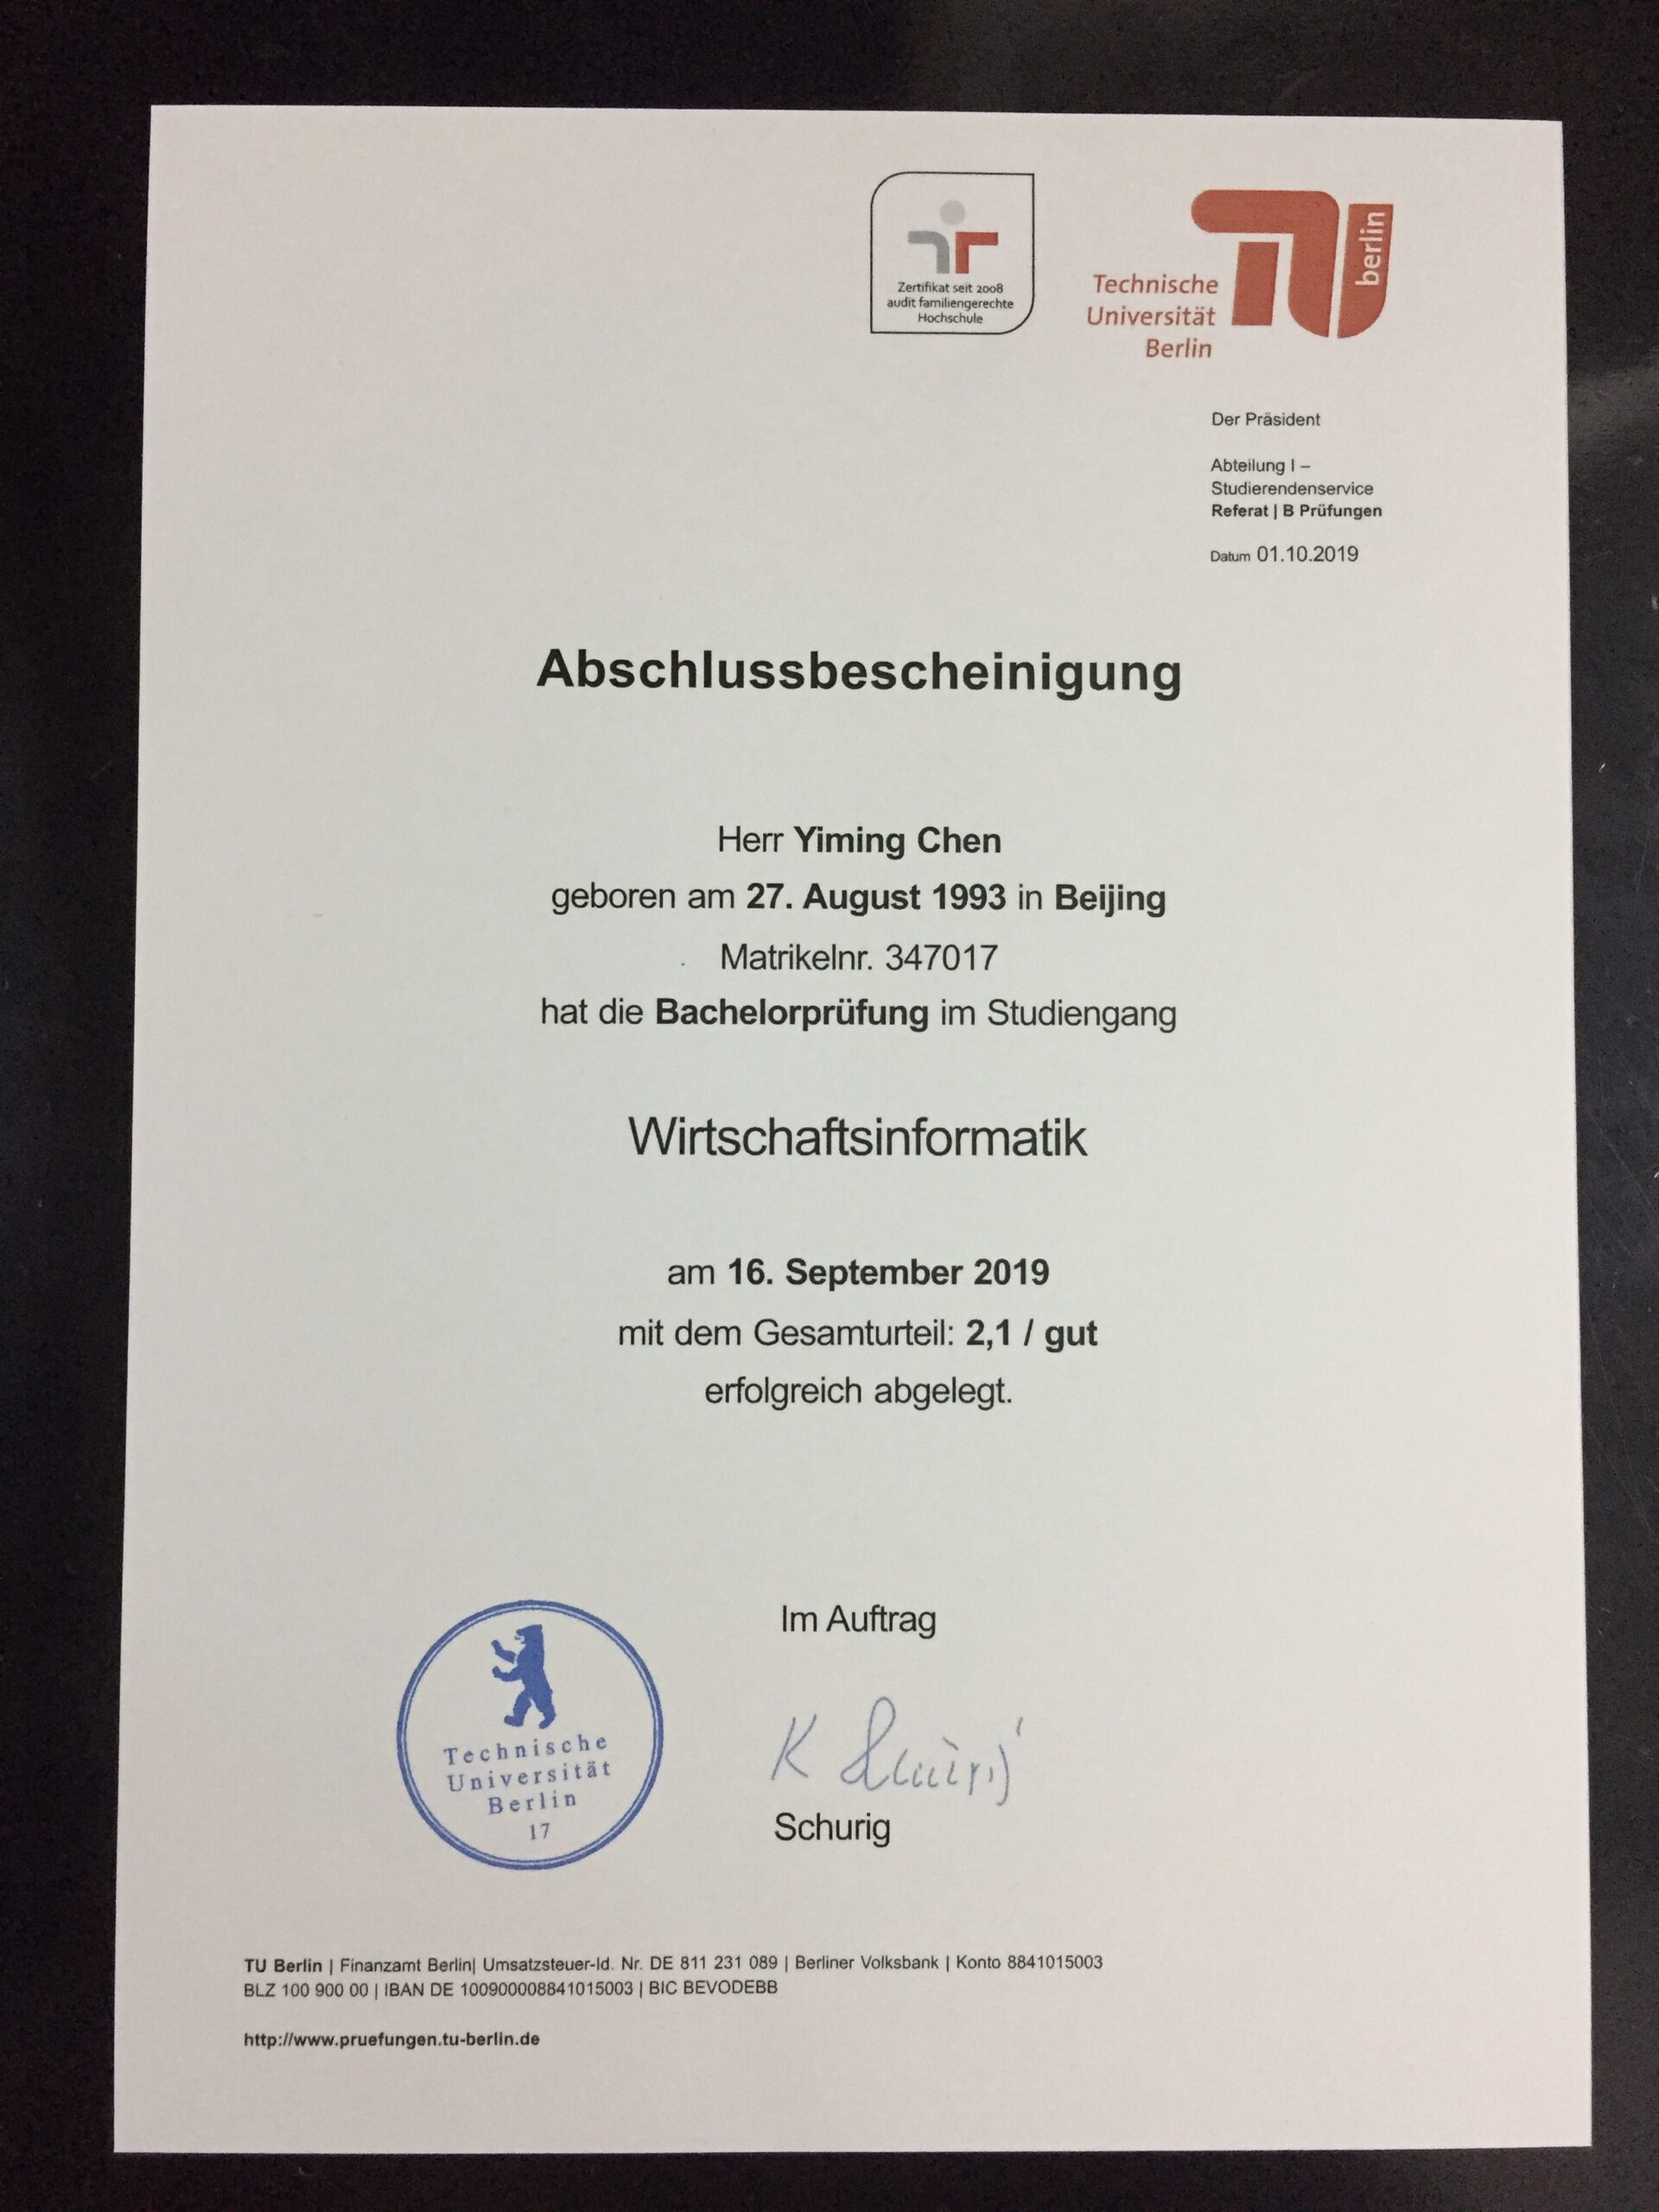 Zertifikat seit 2008
audit familiengerechte
Hochschule
Technische
Universität
Berlin
berlin
Der Präsident
Abteilung I –
Studierendenservice
Referat | B Prüfungen
Datum 01.10.2019
Abschlussbescheinigung
Herr Yiming Chen
geboren am 27. August 1993 in Beijing
Matrikelnr. 347017
hat die Bachelorprüfung im Studiengang
Wirtschaftsinformatik
am 16. September 2019
mit dem Gesamturteil: 2,1 / gut
erfolgreich abgelegt.
Im Auftrag
K Schurig
Schurig
Technische
Universität
Berlin
17
TU Berlin | Finanzamt Berlin| Umsatzsteuer-Id. Nr. DE 811 231 089 | Berliner Volksbank | Konto 8841015003
BLZ 100 900 00 | IBAN DE 100900008841015003 | BIC BEVODEBB
http://www.pruefungen.tu-berlin.de